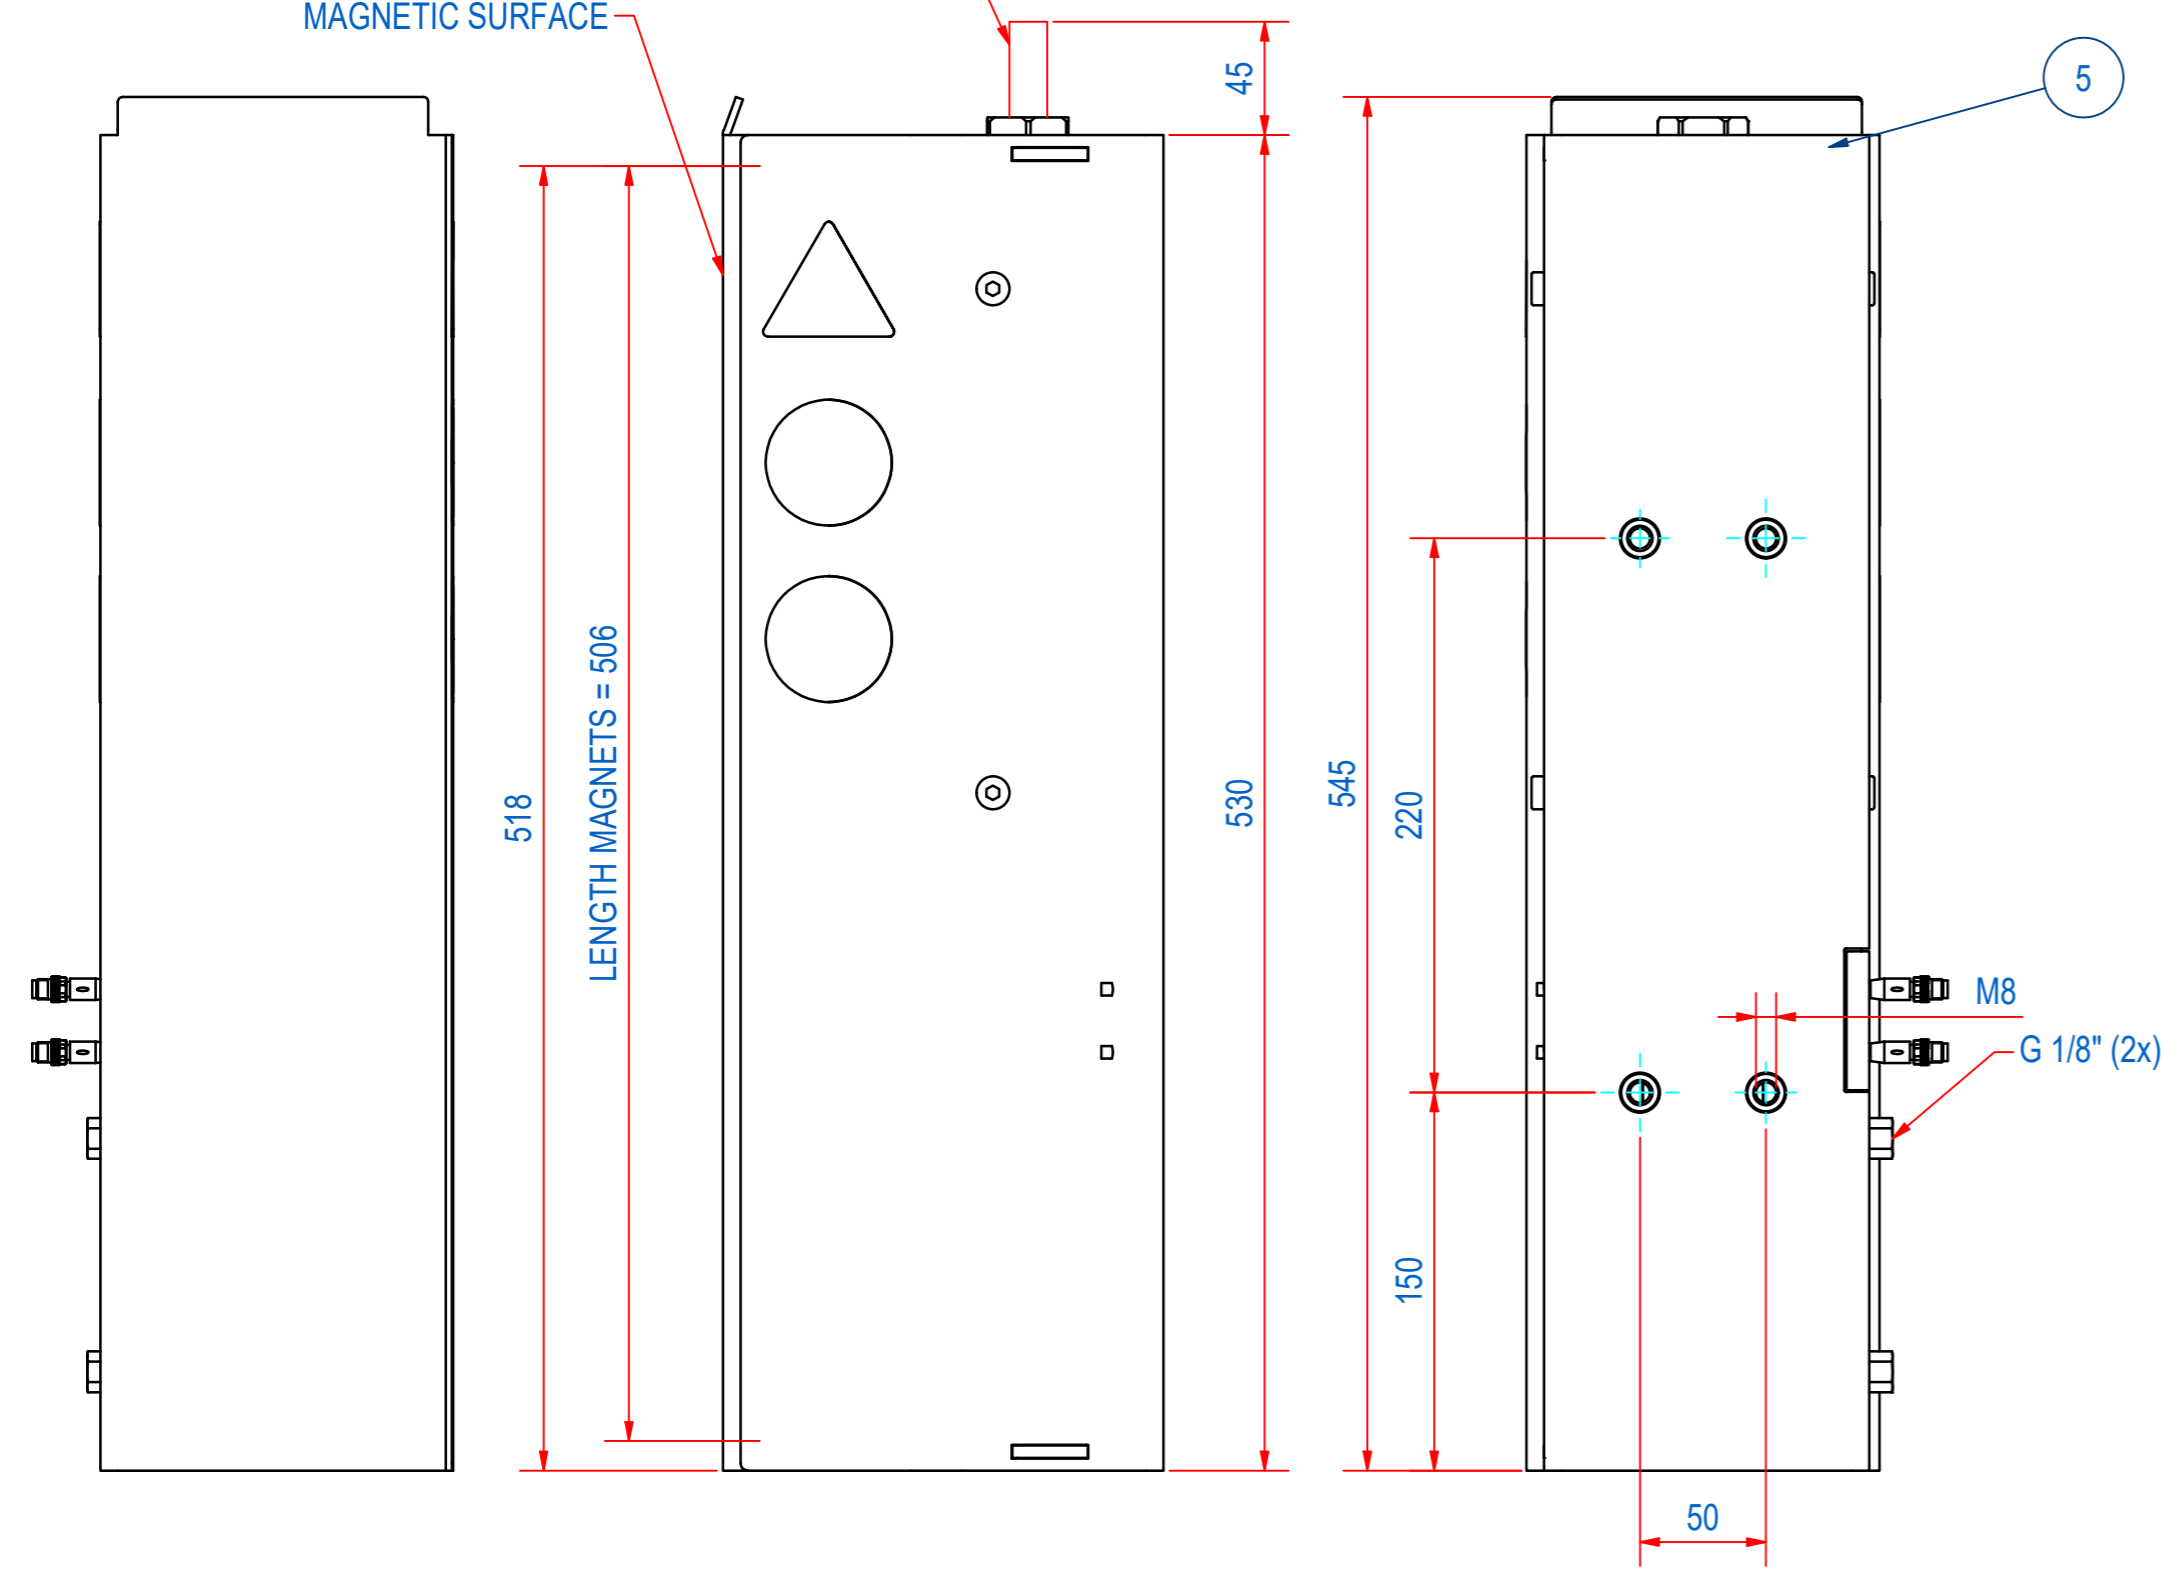 MAGNETIC SURFACE
45
5
518
LENGTH MAGNETS = 506
530
545
220
M8
G 1/8" (2x)
150
50